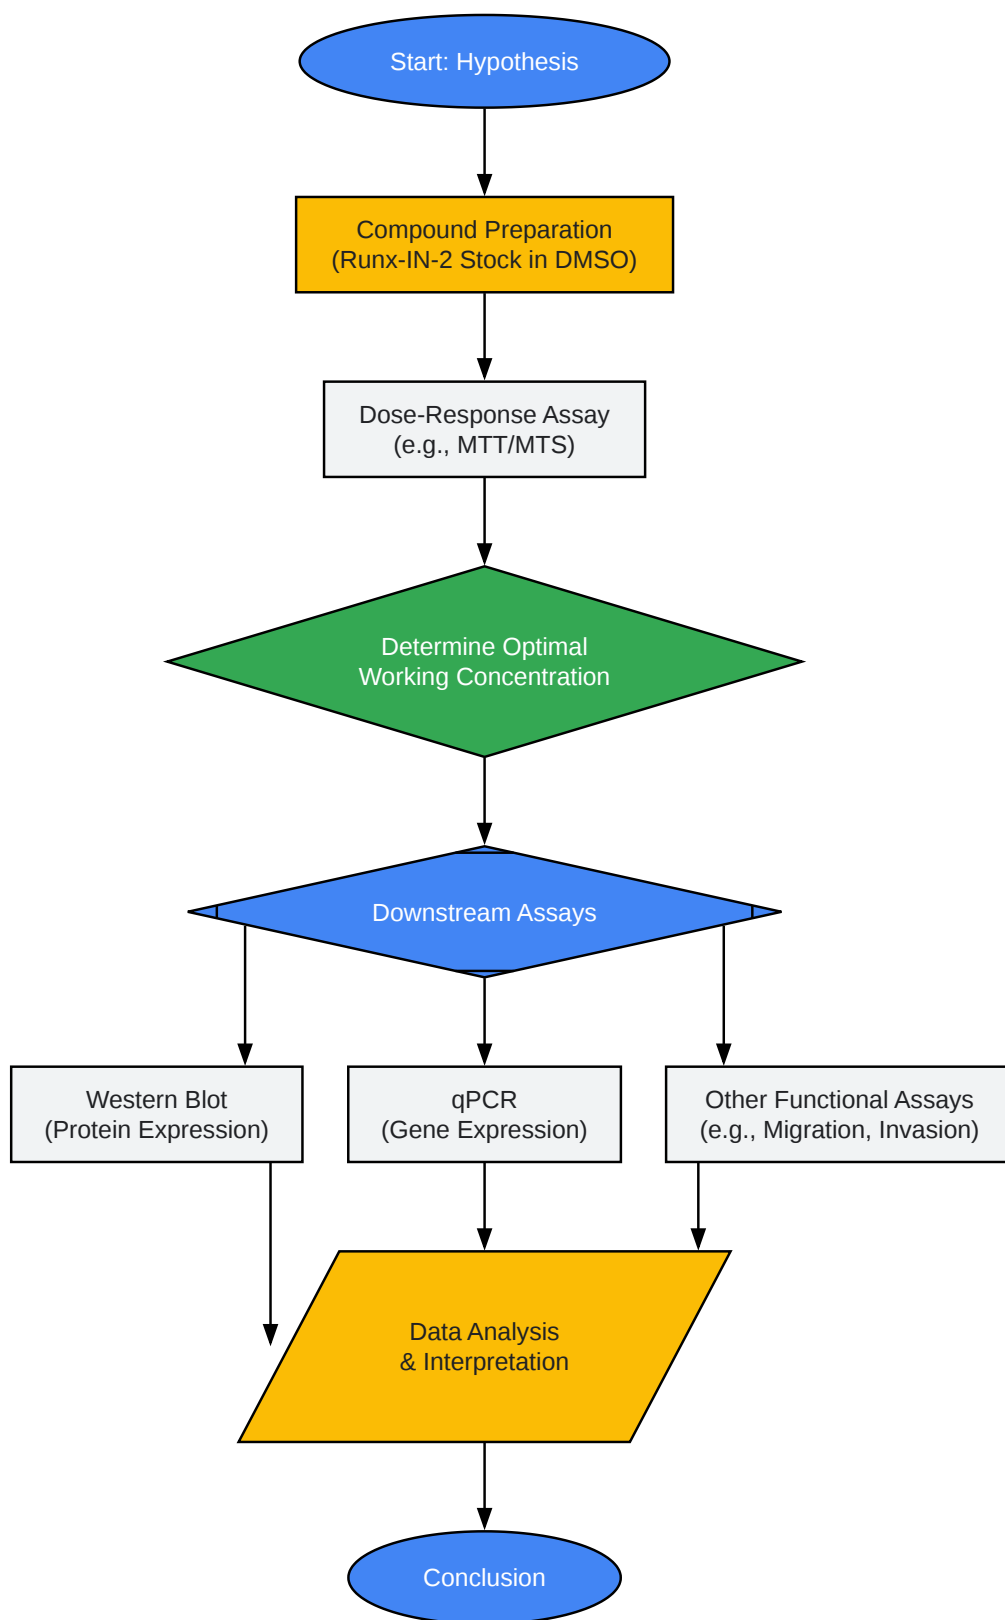 Start: Hypothesis
Compound Preparation
(Runx-IN-2 Stock in DMSO)
Dose-Response Assay
(e.g., MTT/MTS)
Determine Optimal
Working Concentration
Downstream Assays
Western Blot
(Protein Expression)
qPCR
(Gene Expression)
Other Functional Assays
(e.g., Migration, Invasion)
Data Analysis
& Interpretation
Conclusion